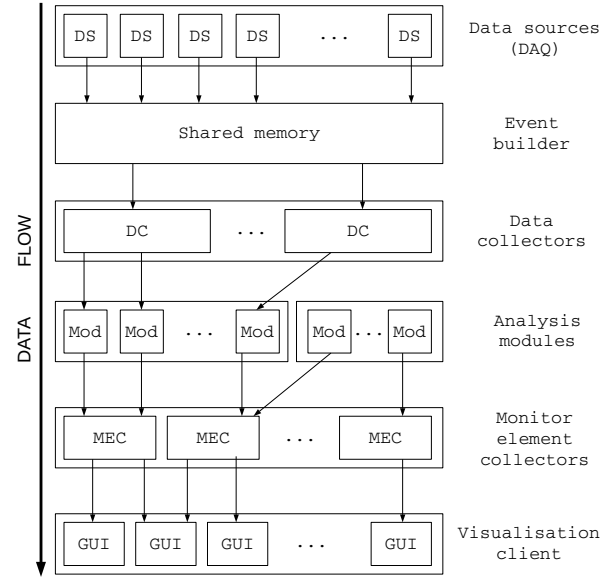 DS DS DS DS ... DS
Data sources
(DAQ)
Shared memory
Event
builder
DC ... DC
Data
collectors
Mod Mod ... Mod Mod ... Mod
Analysis
modules
MEC MEC ... MEC
Monitor
element
collectors
GUI GUI GUI ... GUI
Visualisation
client
DATA FLOW